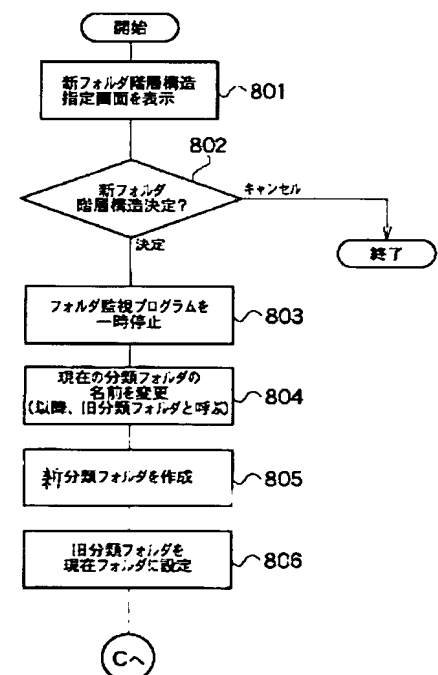 開始
新フォルダ階層構造
指定画面を表示
801
802
新フォルダ
階層構造決定?
キャンセル
決定
終了
フォルダ監視プログラムを
一時停止
803
現在の分類フォルダの
名前を変更
(以降、旧分類フォルダと呼ぶ)
804
新分類フォルダを作成
805
旧分類フォルダを
現在フォルダに設定
806
Cへ